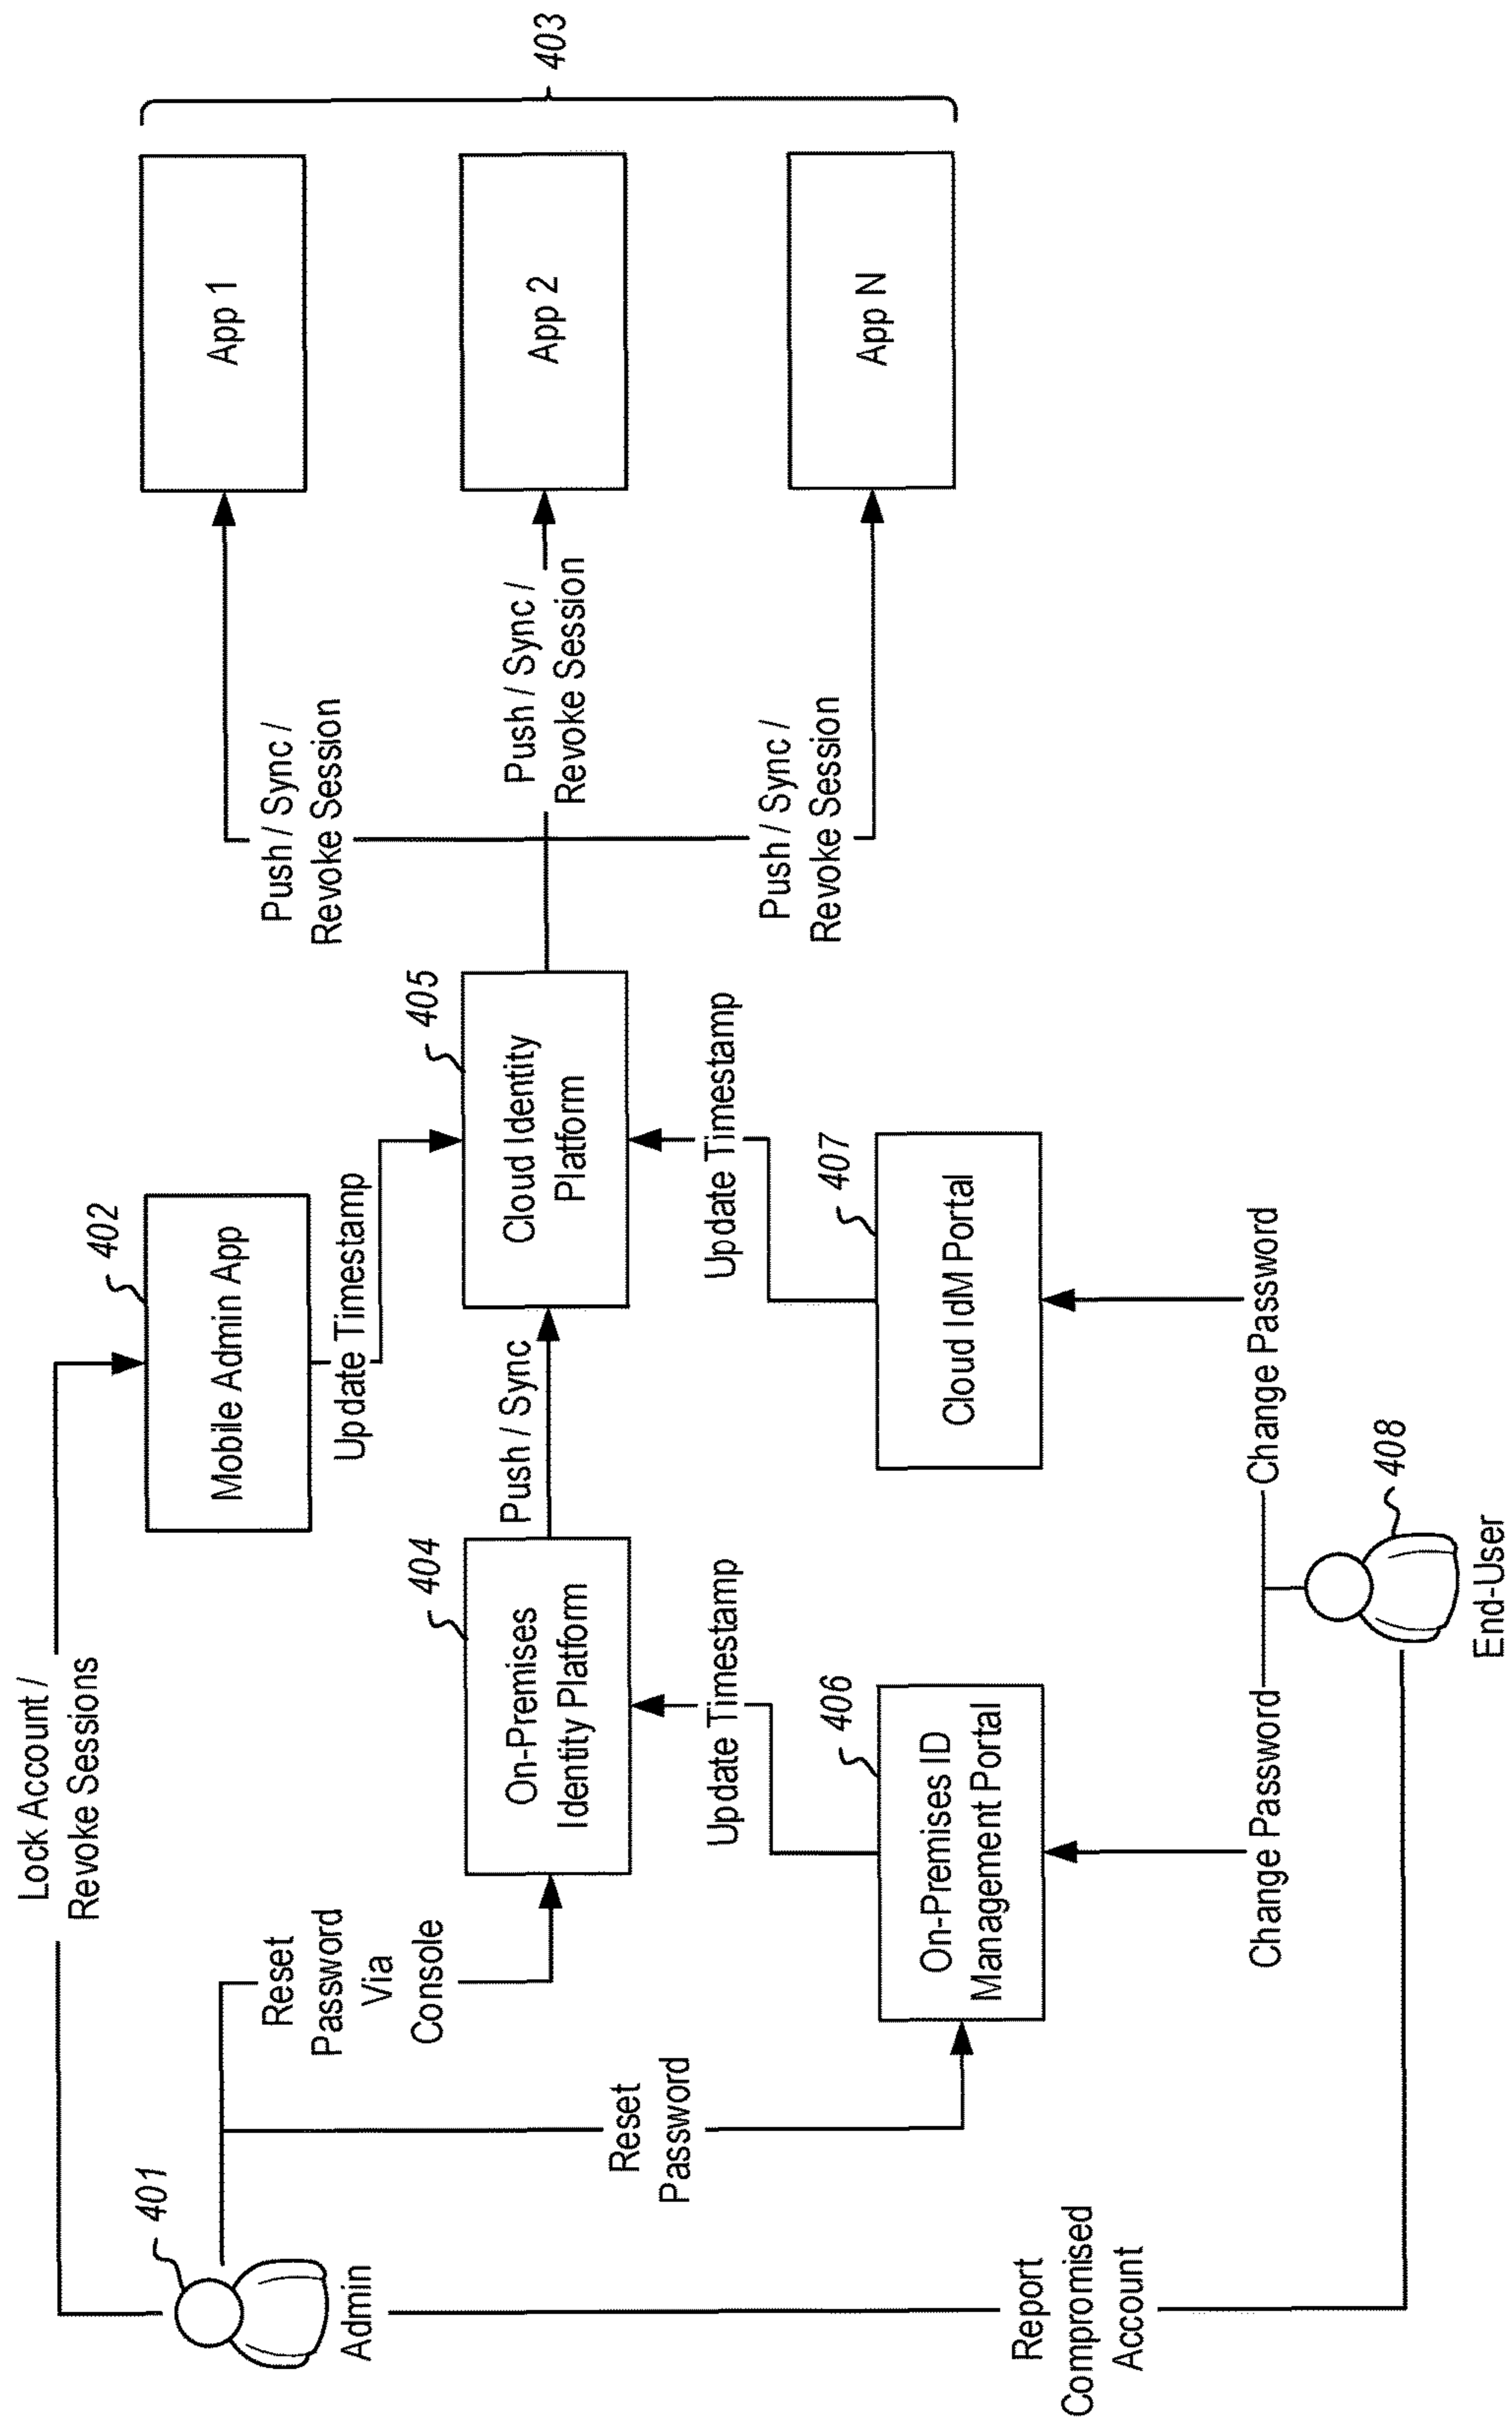 Lock Account /
Revoke Sessions
401
Admin
Reset
Password
Via
Console
Reset
Password
Report
Compromised
Account
402
Mobile Admin App
Update Timestamp
404
On-Premises
Identity Platform
Push / Sync
405
Cloud Identity
Platform
Update Timestamp
Update Timestamp
406
On-Premises ID
Management Portal
407
Cloud IdM Portal
Change Password
Change Password
408
End-User
Push / Sync /
Revoke Session
Push / Sync /
Revoke Session
Push / Sync /
Revoke Session
App 1
App 2
App N
403